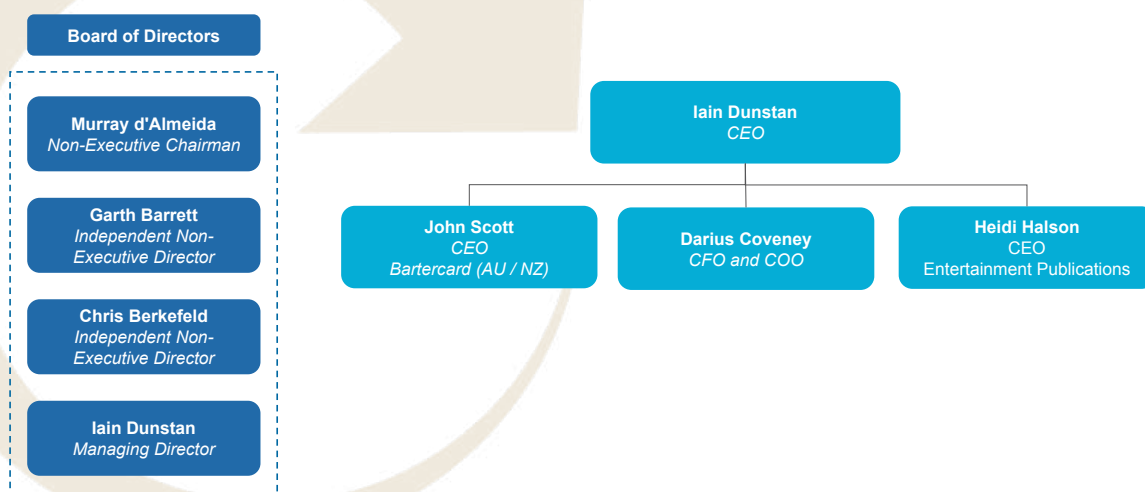 Board of Directors
Murray d'Almeida
Non-Executive Chairman
Garth Barrett
Independent Non-
Executive Director
Chris Berkefeld
Independent Non-
Executive Director
Iain Dunstan
Managing Director
Iain Dunstan
CEO
John Scott
CEO
Bartercard (AU / NZ)
Darius Coveney
CFO and COO
Heidi Halson
CEO
Entertainment Publications